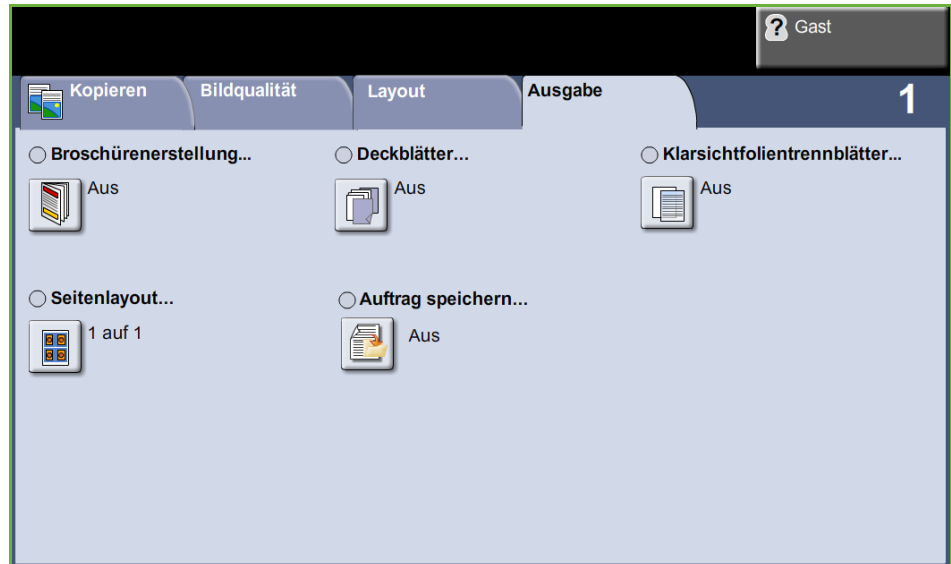 Gast
Kopieren Bildqualität Layout Ausgabe 1
Broschürenerstellung... Deckblätter... Klarsichtfolientrennblätter...
Aus Aus Aus
Seitenlayout... Auftrag speichern...
1 auf 1 Aus